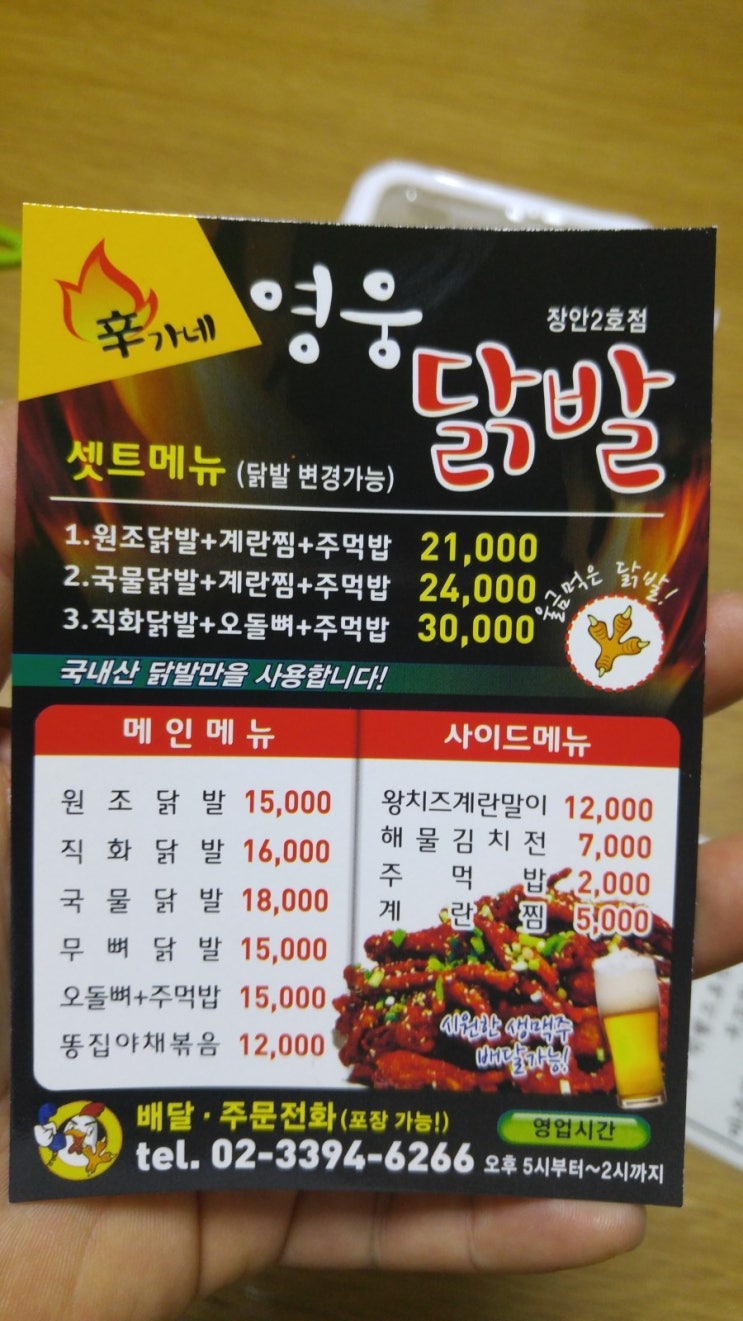 辛가네
영웅
장안2호점
닭발
셋트메뉴 (닭발 변경가능)
1.원조닭발+계란찜+주먹밥 21,000
2.국물닭발+계란찜+주먹밥 24,000
3.직화닭발+오돌뼈+주먹밥 30,000
불금먹은 닭발!
국내산 닭발만을 사용합니다!
메인메뉴
원조닭발 15,000
직화닭발 16,000
국물닭발 18,000
무뼈닭발 15,000
오돌뼈+주먹밥 15,000
똥집야채볶음 12,000
사이드메뉴
왕치즈계란말이 12,000
해물김치전 7,000
주먹밥 2,000
계란찜 5,000
시원한 생맥주
배달가능!
배달·주문전화(포장 가능!)
tel. 02-3394-6266
영업시간
오후 5시부터~2시까지